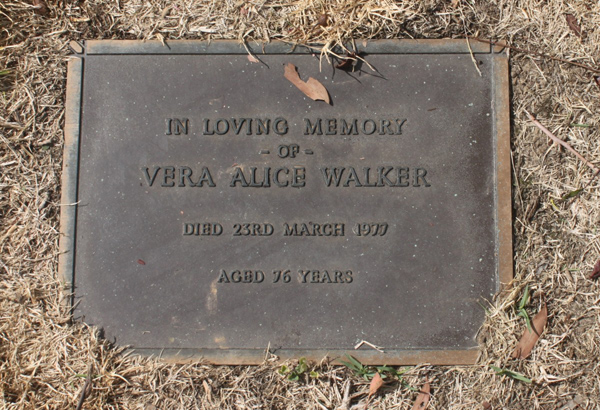 IN LOVING MEMORY
- OF -
VERA ALICE WALKER
DIED 23RD MARCH 1977
AGED 76 YEARS